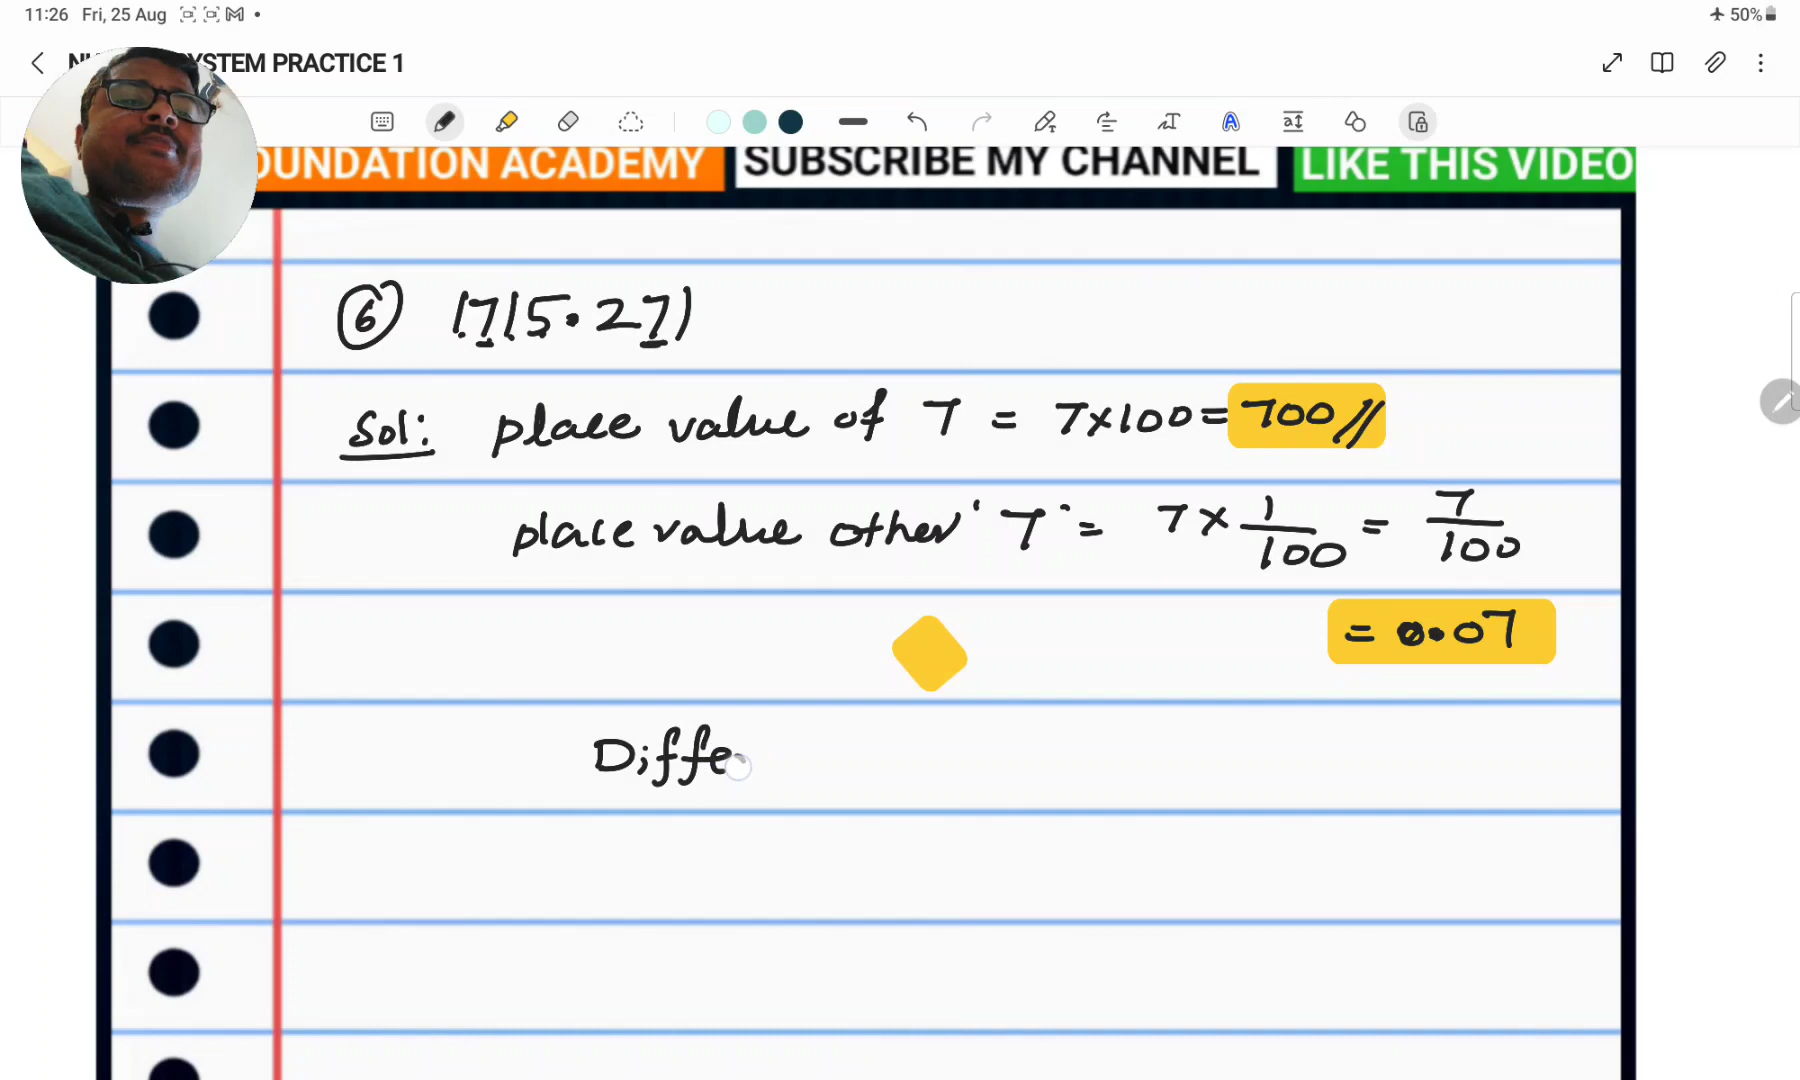 11:26 Fri, 25 Aug 50%
YSTEM PRACTICE 1
OUNDATION ACADEMY SUBSCRIBE MY CHANNEL LIKE THIS VIDEO
6 1715.271
Sol: place value of 7 = 7×100 = 700//
place value other '7' = 7 × 1/100 = 7/100
= 0.07
Diffe